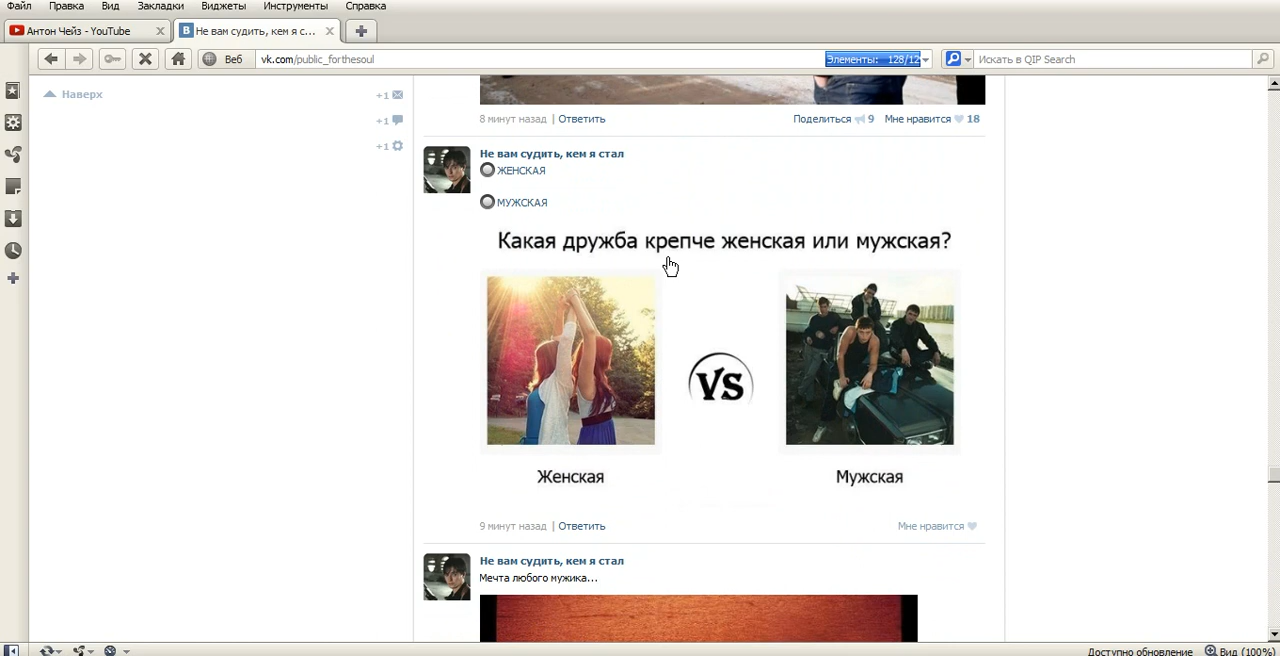 Файл Правка Вид Закладки Виджеты Инструменты Справка
Антон Чейз - YouTube
Не вам судить, кем я с...
Веб
vk.com/public_forthesoul
Элементы: 128/12
Искать в QIP Search
Наверх
+1
+1
+1
8 минут назад | Ответить
Поделиться 9 Мне нравится 18
Не вам судить, кем я стал
ЖЕНСКАЯ
МУЖСКАЯ
Какая дружба крепче женская или мужская?
VS
Женская
Мужская
9 минут назад | Ответить
Мне нравится
Не вам судить, кем я стал
Мечта любого мужика...
Доступно обновление
Вид (100%)